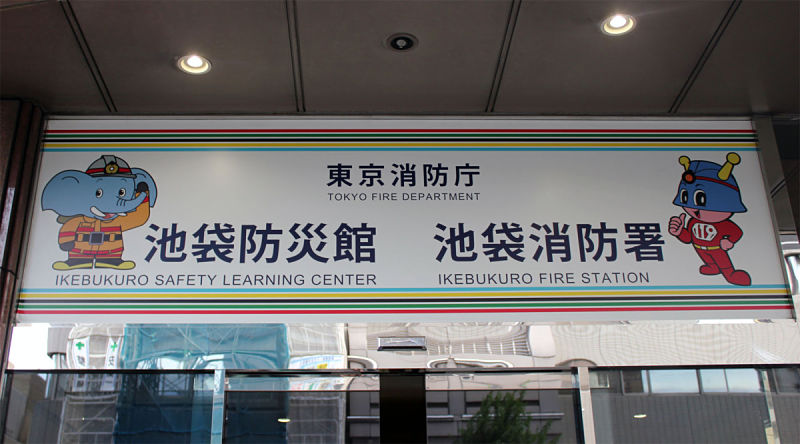 東京消防庁
TOKYO FIRE DEPARTMENT
池袋防災館
IKEBUKURO SAFETY LEARNING CENTER
池袋消防署
IKEBUKURO FIRE STATION
119